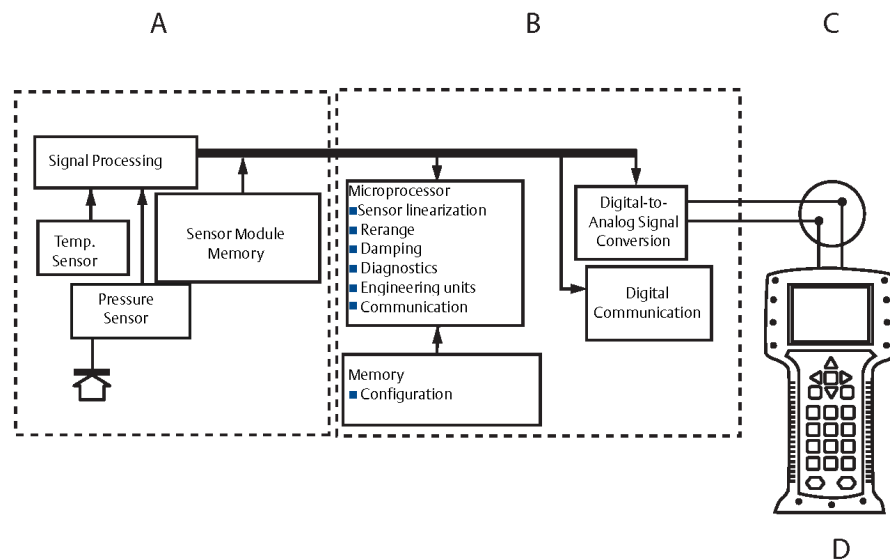 A
B
C
Signal Processing
Temp.
Sensor
Sensor Module
Memory
Pressure
Sensor
Microprocessor
■Sensor linearization
■Rerange
■Damping
■Diagnostics
■Engineering units
■Communication
Memory
■Configuration
Digital-to-
Analog Signal
Conversion
Digital
Communication
D